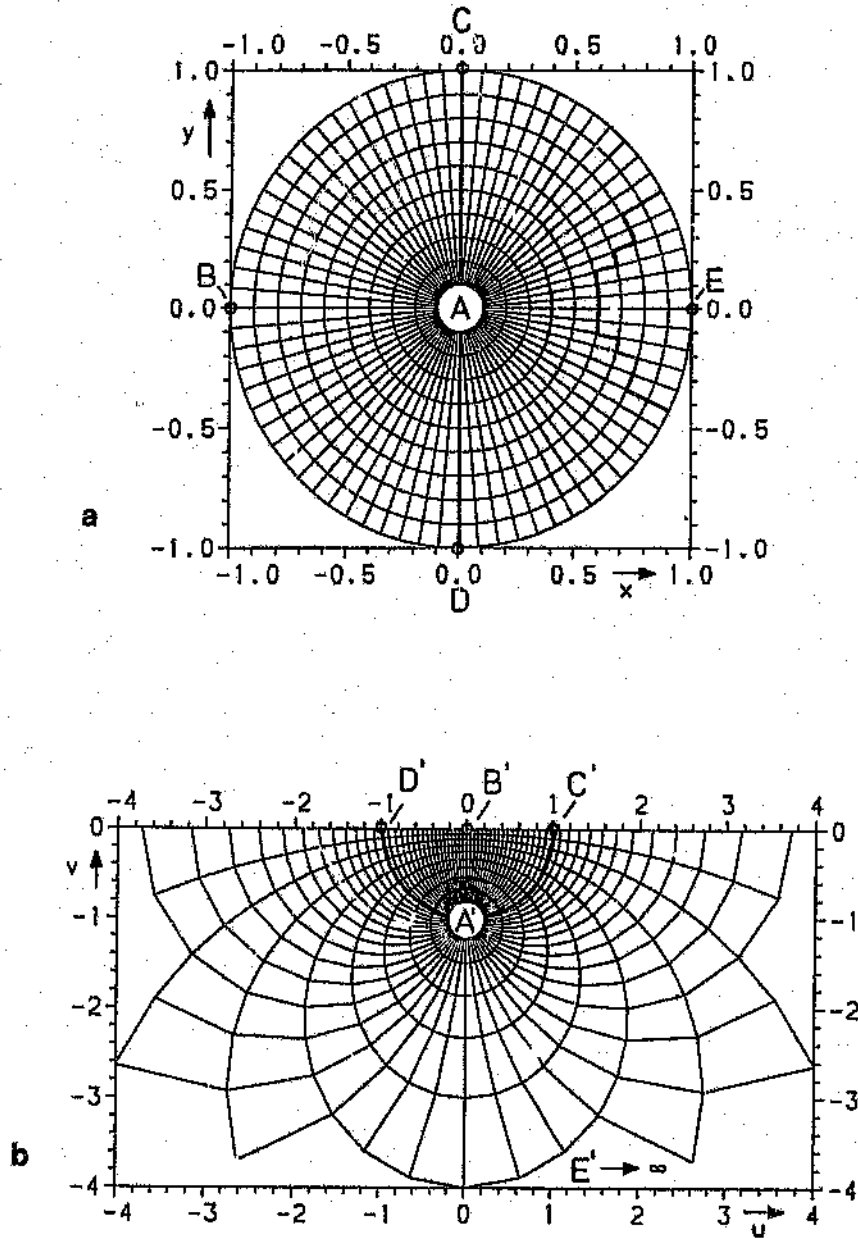 C
-1.0 -0.5 0.0 0.5 1.0
1.0 1.0
y
0.5 0.5
B E
0.0 A 0.0
-0.5 -0.5
a
-1.0 -1.0
-1.0 -0.5 0.0 0.5 1.0
x
D
D' B' C'
-4 -3 -2 -1 0 1 2 3 4
0 0
v
-1 A' -1
-2 -2
-3 -3
b
E' → ∞
-4 -4
-4 -3 -2 -1 0 1 2 3 4
u